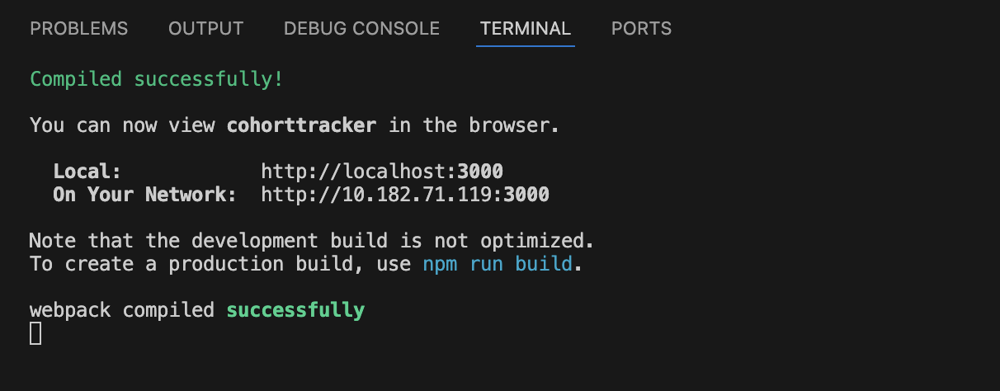 PROBLEMS OUTPUT DEBUG CONSOLE TERMINAL PORTS
Compiled successfully!
You can now view cohorttracker in the browser.
Local: http://localhost:3000
On Your Network: http://10.182.71.119:3000
Note that the development build is not optimized.
To create a production build, use npm run build.
webpack compiled successfully